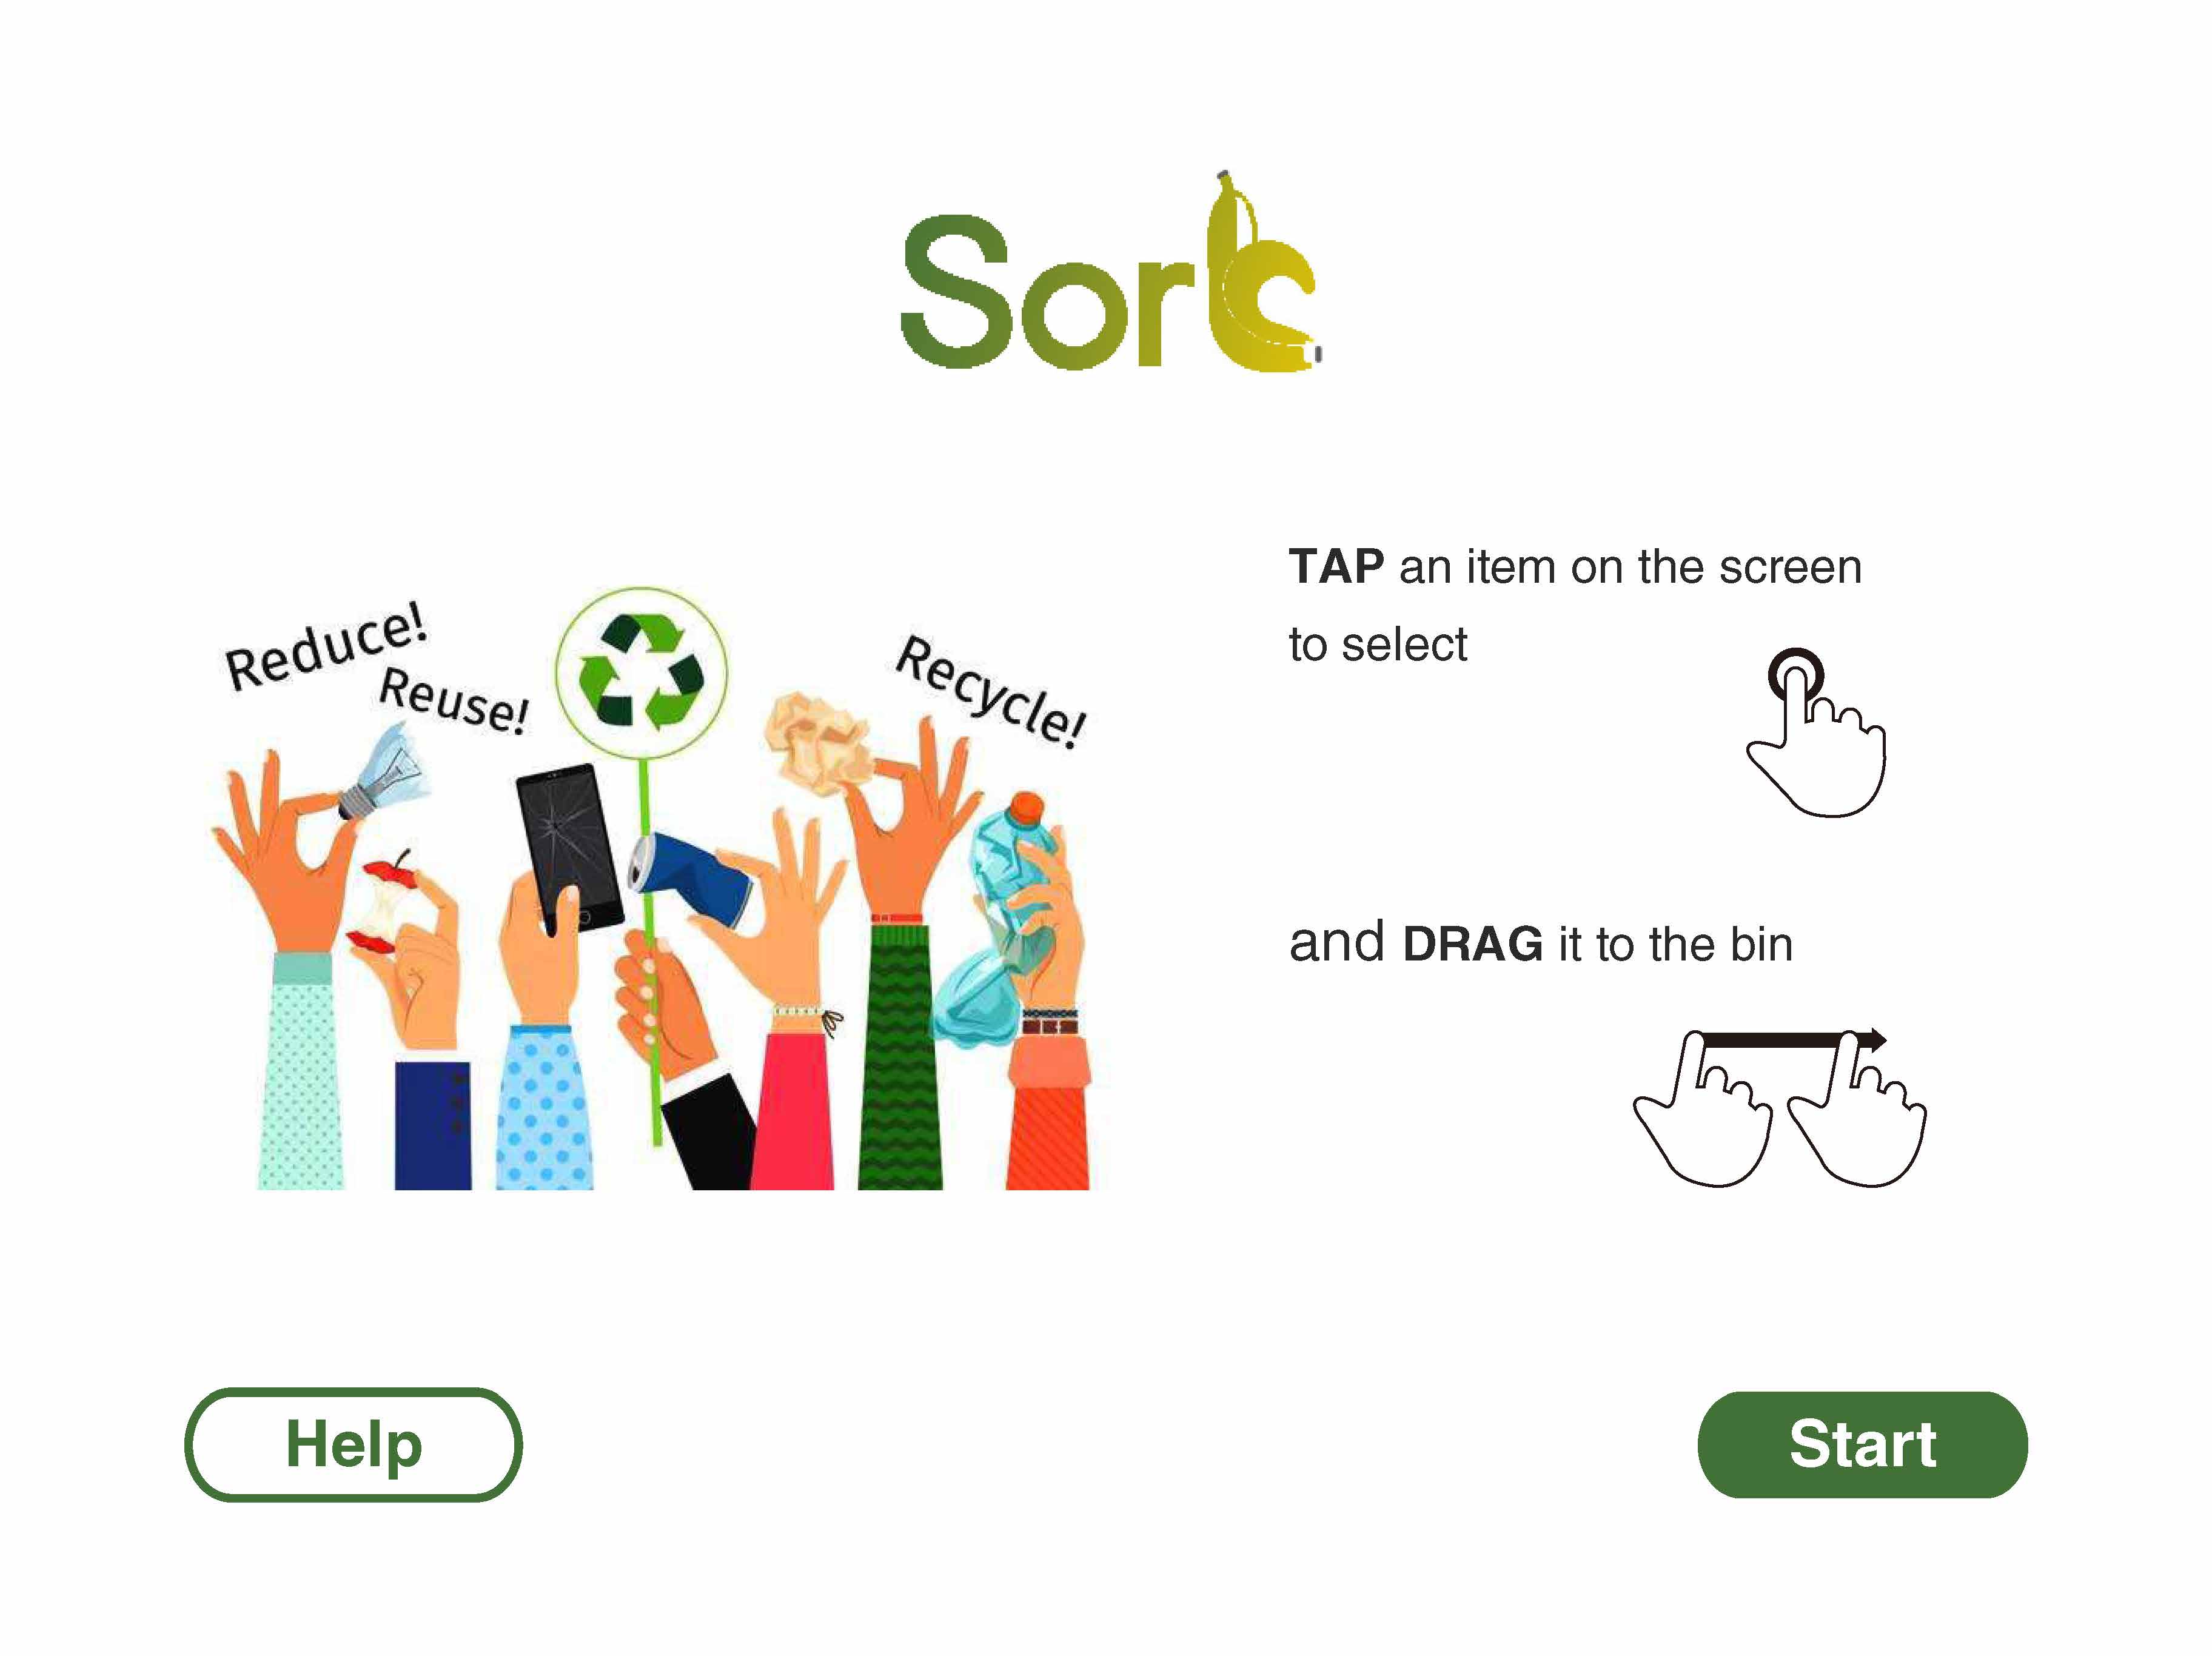 Sort
Reduce!
Reuse!
Recycle!
TAP an item on the screen
to select
and DRAG it to the bin
Help
Start